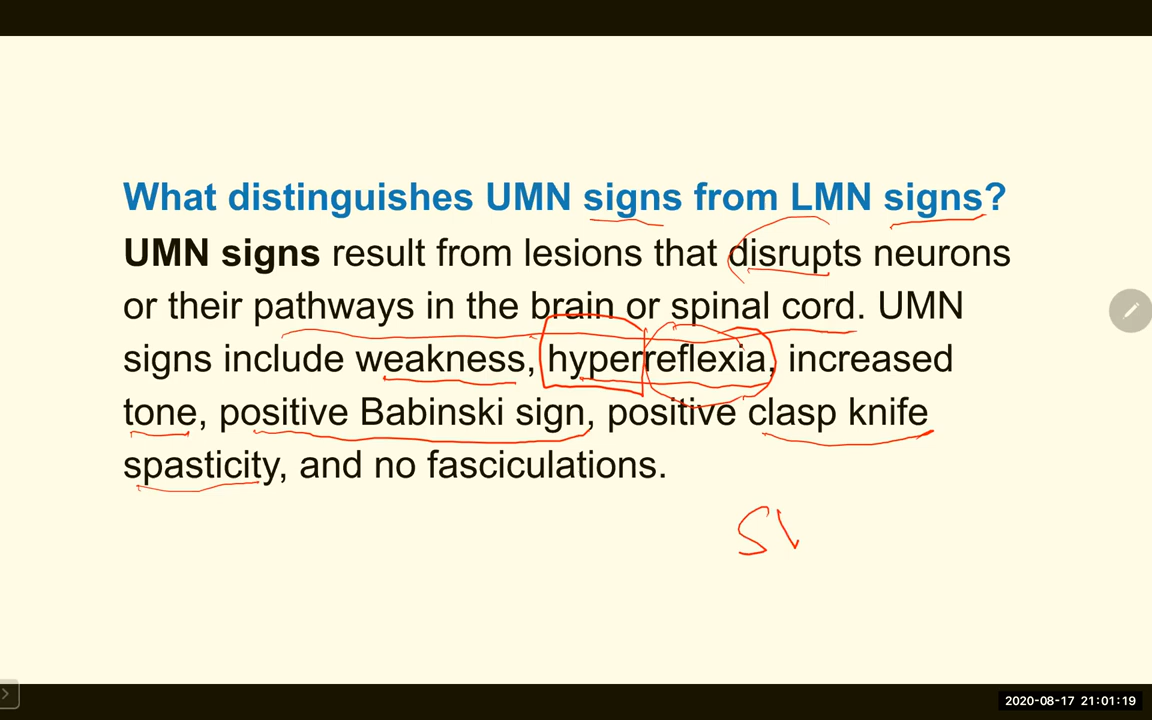 What distinguishes UMN signs from LMN signs?
UMN signs result from lesions that disrupts neurons
or their pathways in the brain or spinal cord. UMN
signs include weakness, hyperreflexia, increased
tone, positive Babinski sign, positive clasp knife
spasticity, and no fasciculations.
2020-08-17 21:01:19